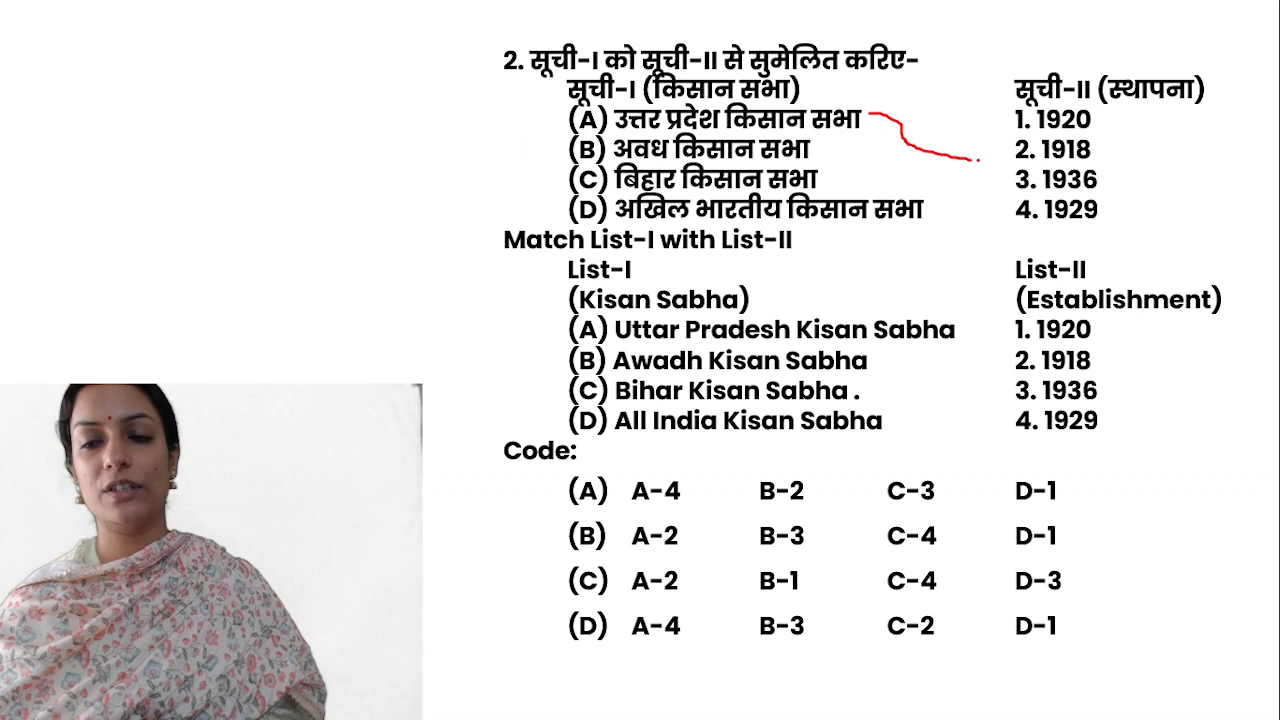 2. सूची-I को सूची-II से सुमेलित करिए-
सूची-I (किसान सभा) सूची-II (स्थापना)
(A) उत्तर प्रदेश किसान सभा 1. 1920
(B) अवध किसान सभा 2. 1918
(C) बिहार किसान सभा 3. 1936
(D) अखिल भारतीय किसान सभा 4. 1929
Match List-I with List-II
List-I List-II
(Kisan Sabha) (Establishment)
(A) Uttar Pradesh Kisan Sabha 1. 1920
(B) Awadh Kisan Sabha 2. 1918
(C) Bihar Kisan Sabha . 3. 1936
(D) All India Kisan Sabha 4. 1929
Code:
(A) A-4 B-2 C-3 D-1
(B) A-2 B-3 C-4 D-1
(C) A-2 B-1 C-4 D-3
(D) A-4 B-3 C-2 D-1